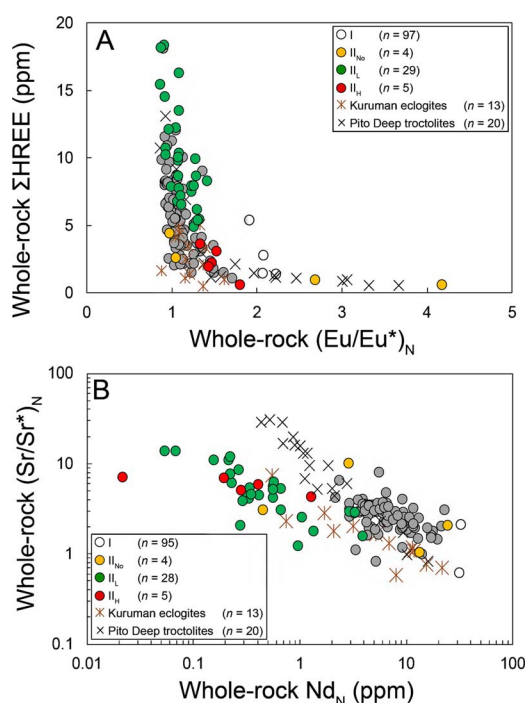 A
Whole-rock ΣHREE (ppm)
20
15
10
5
0
I (n = 97)
II_No (n = 4)
II_L (n = 29)
II_H (n = 5)
Kuruman eclogites (n = 13)
Pito Deep troctolites (n = 20)
0 1 2 3 4 5
Whole-rock (Eu/Eu*)_N
B
Whole-rock (Sr/Sr*)_N
100
10
1
0.1
I (n = 95)
II_No (n = 4)
II_L (n = 28)
II_H (n = 5)
Kuruman eclogites (n = 13)
Pito Deep troctolites (n = 20)
0.01 0.1 1 10 100
Whole-rock Nd_N (ppm)